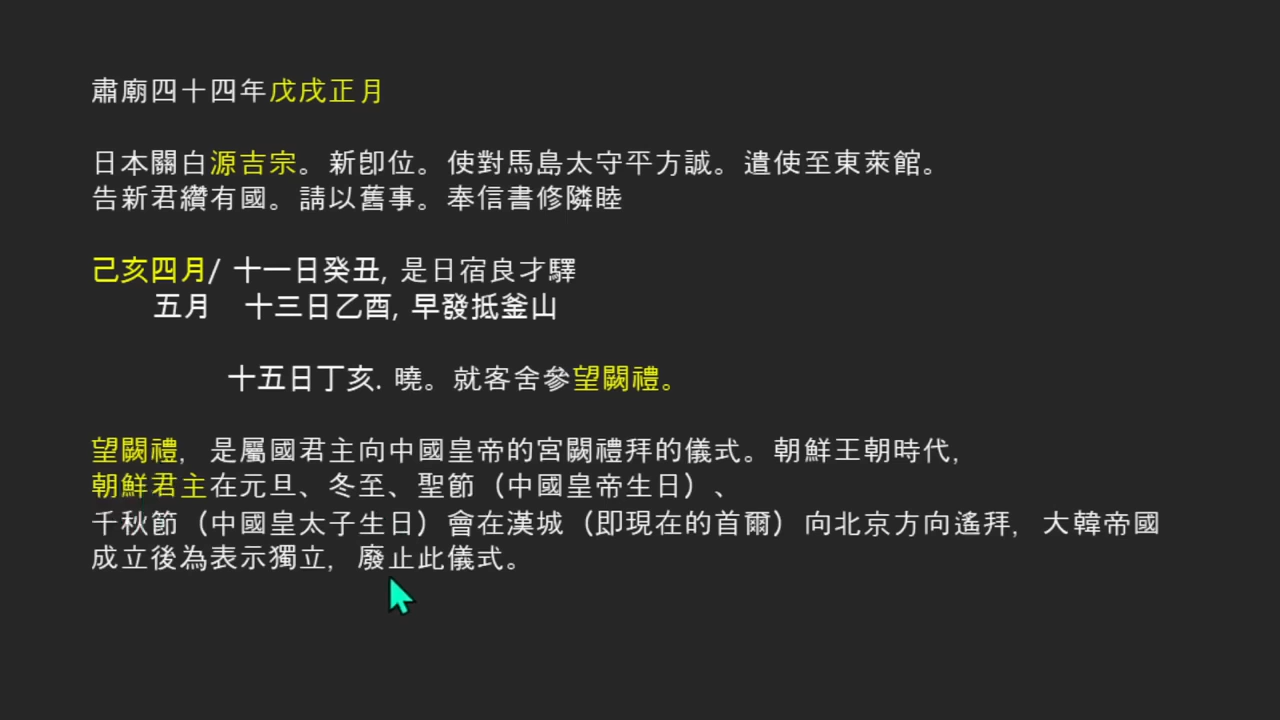 肅廟四十四年戊戌正月
日本關白源吉宗。新卽位。使對馬島太守平方誠。遣使至東萊館。
告新君纘有國。請以舊事。奉信書修隣睦
己亥四月/ 十一日癸丑, 是日宿良才驛
五月 十三日乙酉, 早發抵釜山
十五日丁亥. 曉。就客舍參望闕禮。
望闕禮，是屬國君主向中國皇帝的宮闕禮拜的儀式。朝鮮王朝時代，
朝鮮君主在元旦、冬至、聖節（中國皇帝生日）、
千秋節（中國皇太子生日）會在漢城（即現在的首爾）向北京方向遙拜，大韓帝國
成立後為表示獨立，廢止此儀式。